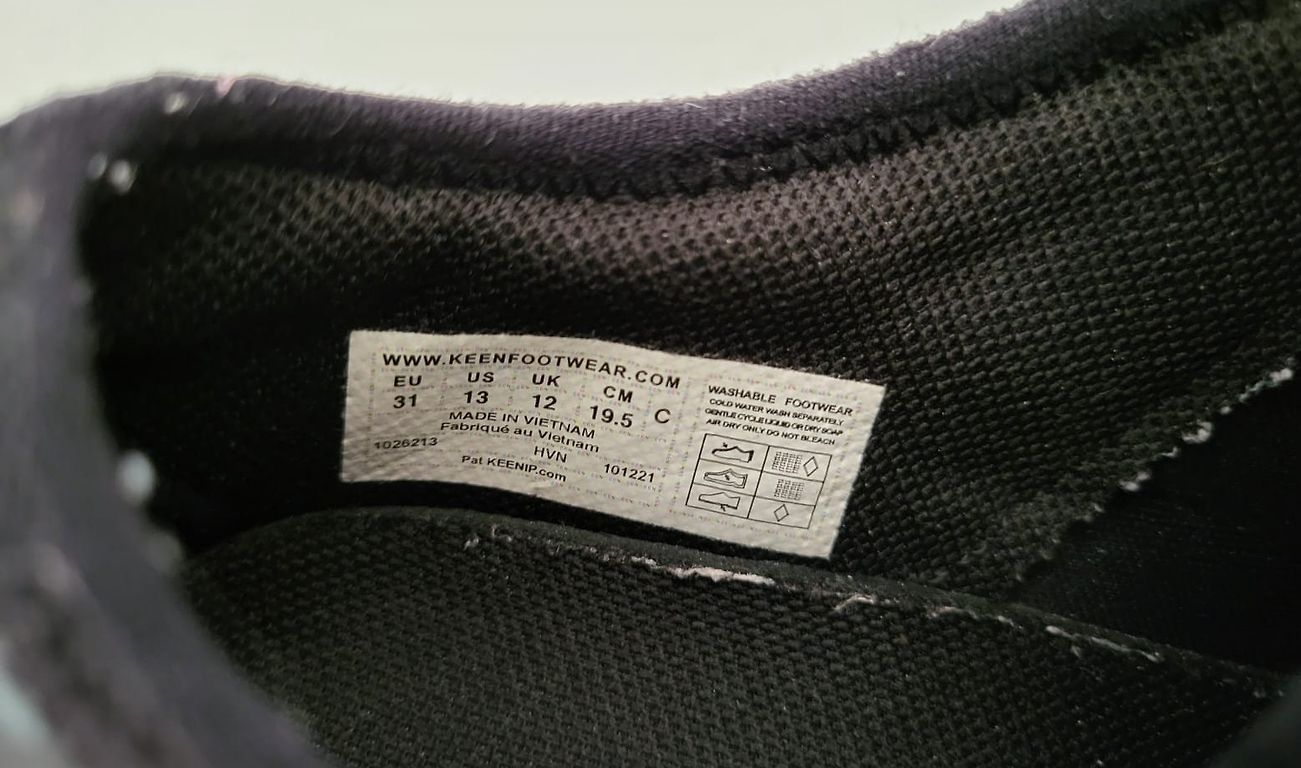 WWW.KEENFOOTWEAR.COM
EU US UK CM
31 13 12 19.5 C
MADE IN VIETNAM
Fabriqué au Vietnam
1026213 HVN 101221
Pat KEENIP.com
WASHABLE FOOTWEAR
COLD WATER WASH SEPARATELY
GENTLE CYCLE LIQUID OR DRY SOAP
AIR DRY ONLY DO NOT BLEACH